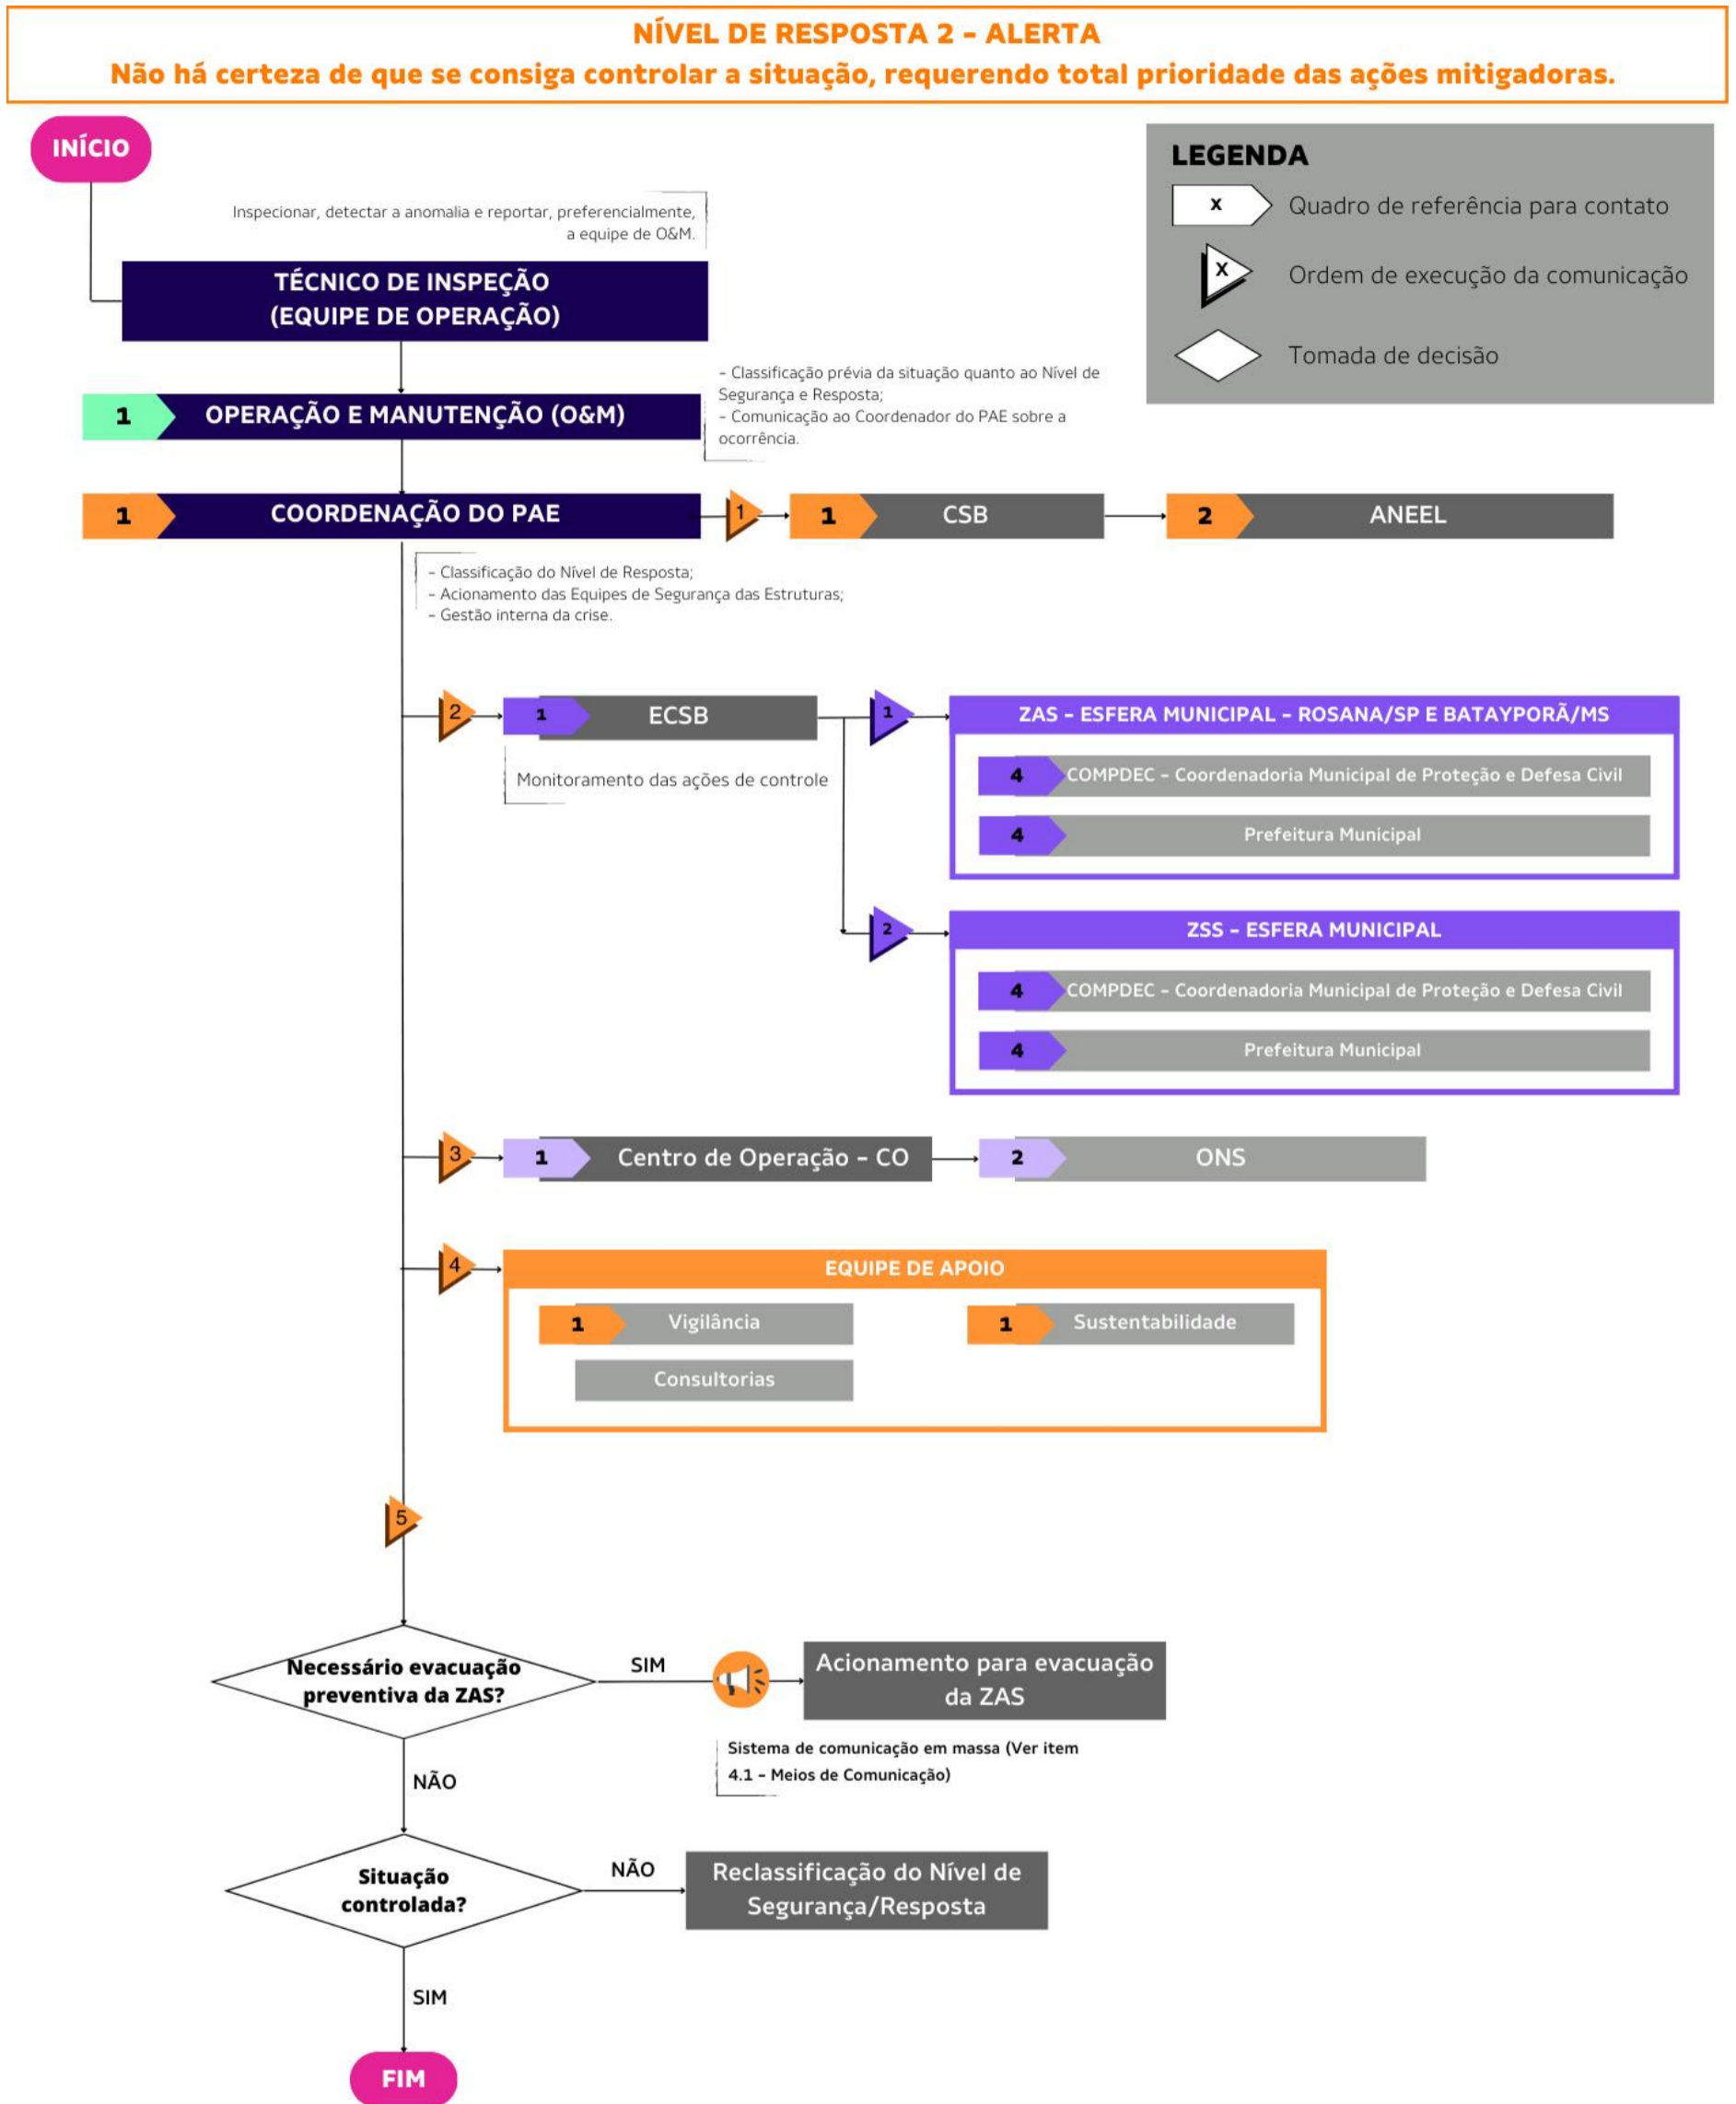 NÍVEL DE RESPOSTA 2 – ALERTA
Não há certeza de que se consiga controlar a situação, requerendo total prioridade das ações mitigadoras.
INÍCIO
LEGENDA
x
Quadro de referência para contato
X
Ordem de execução da comunicação
Tomada de decisão
Inspecionar, detectar a anomalia e reportar, preferencialmente,
a equipe de O&M.
TÉCNICO DE INSPEÇÃO
(EQUIPE DE OPERAÇÃO)
– Classificação prévia da situação quanto ao Nível de
Segurança e Resposta;
– Comunicação ao Coordenador do PAE sobre a
ocorrência.
1
OPERAÇÃO E MANUTENÇÃO (O&M)
1
COORDENAÇÃO DO PAE
1
1
CSB
2
ANEEL
– Classificação do Nível de Resposta;
– Acionamento das Equipes de Segurança das Estruturas;
– Gestão interna da crise.
2
1
ECSB
Monitoramento das ações de controle
1
ZAS – ESFERA MUNICIPAL – ROSANA/SP E BATAYPORÃ/MS
4
COMPDEC – Coordenadoria Municipal de Proteção e Defesa Civil
4
Prefeitura Municipal
2
ZSS – ESFERA MUNICIPAL
4
COMPDEC – Coordenadoria Municipal de Proteção e Defesa Civil
4
Prefeitura Municipal
3
1
Centro de Operação – CO
2
ONS
4
EQUIPE DE APOIO
1
Vigilância
1
Sustentabilidade
Consultorias
5
Necessário evacuação
preventiva da ZAS?
SIM
Acionamento para evacuação
da ZAS
Sistema de comunicação em massa (Ver item
4.1 – Meios de Comunicação)
NÃO
Situação
controlada?
NÃO
Reclassificação do Nível de
Segurança/Resposta
SIM
FIM